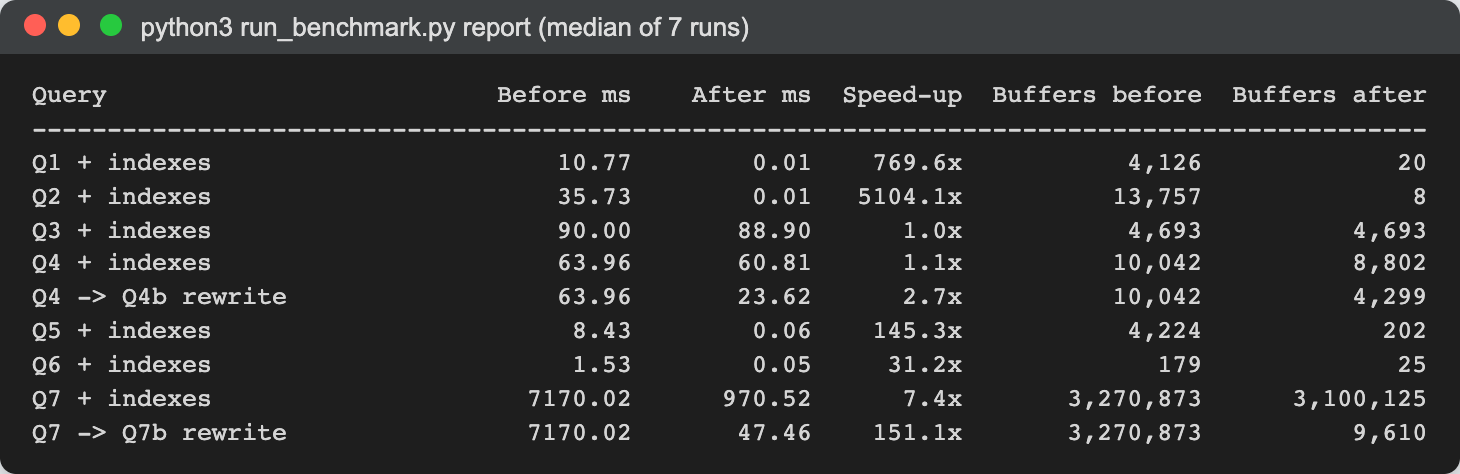 python3 run_benchmark.py report (median of 7 runs)
Query Before ms After ms Speed-up Buffers before Buffers after
---------------------------------------------------------------------------------------------
Q1 + indexes 10.77 0.01 769.6x 4,126 20
Q2 + indexes 35.73 0.01 5104.1x 13,757 8
Q3 + indexes 90.00 88.90 1.0x 4,693 4,693
Q4 + indexes 63.96 60.81 1.1x 10,042 8,802
Q4 -> Q4b rewrite 63.96 23.62 2.7x 10,042 4,299
Q5 + indexes 8.43 0.06 145.3x 4,224 202
Q6 + indexes 1.53 0.05 31.2x 179 25
Q7 + indexes 7170.02 970.52 7.4x 3,270,873 3,100,125
Q7 -> Q7b rewrite 7170.02 47.46 151.1x 3,270,873 9,610